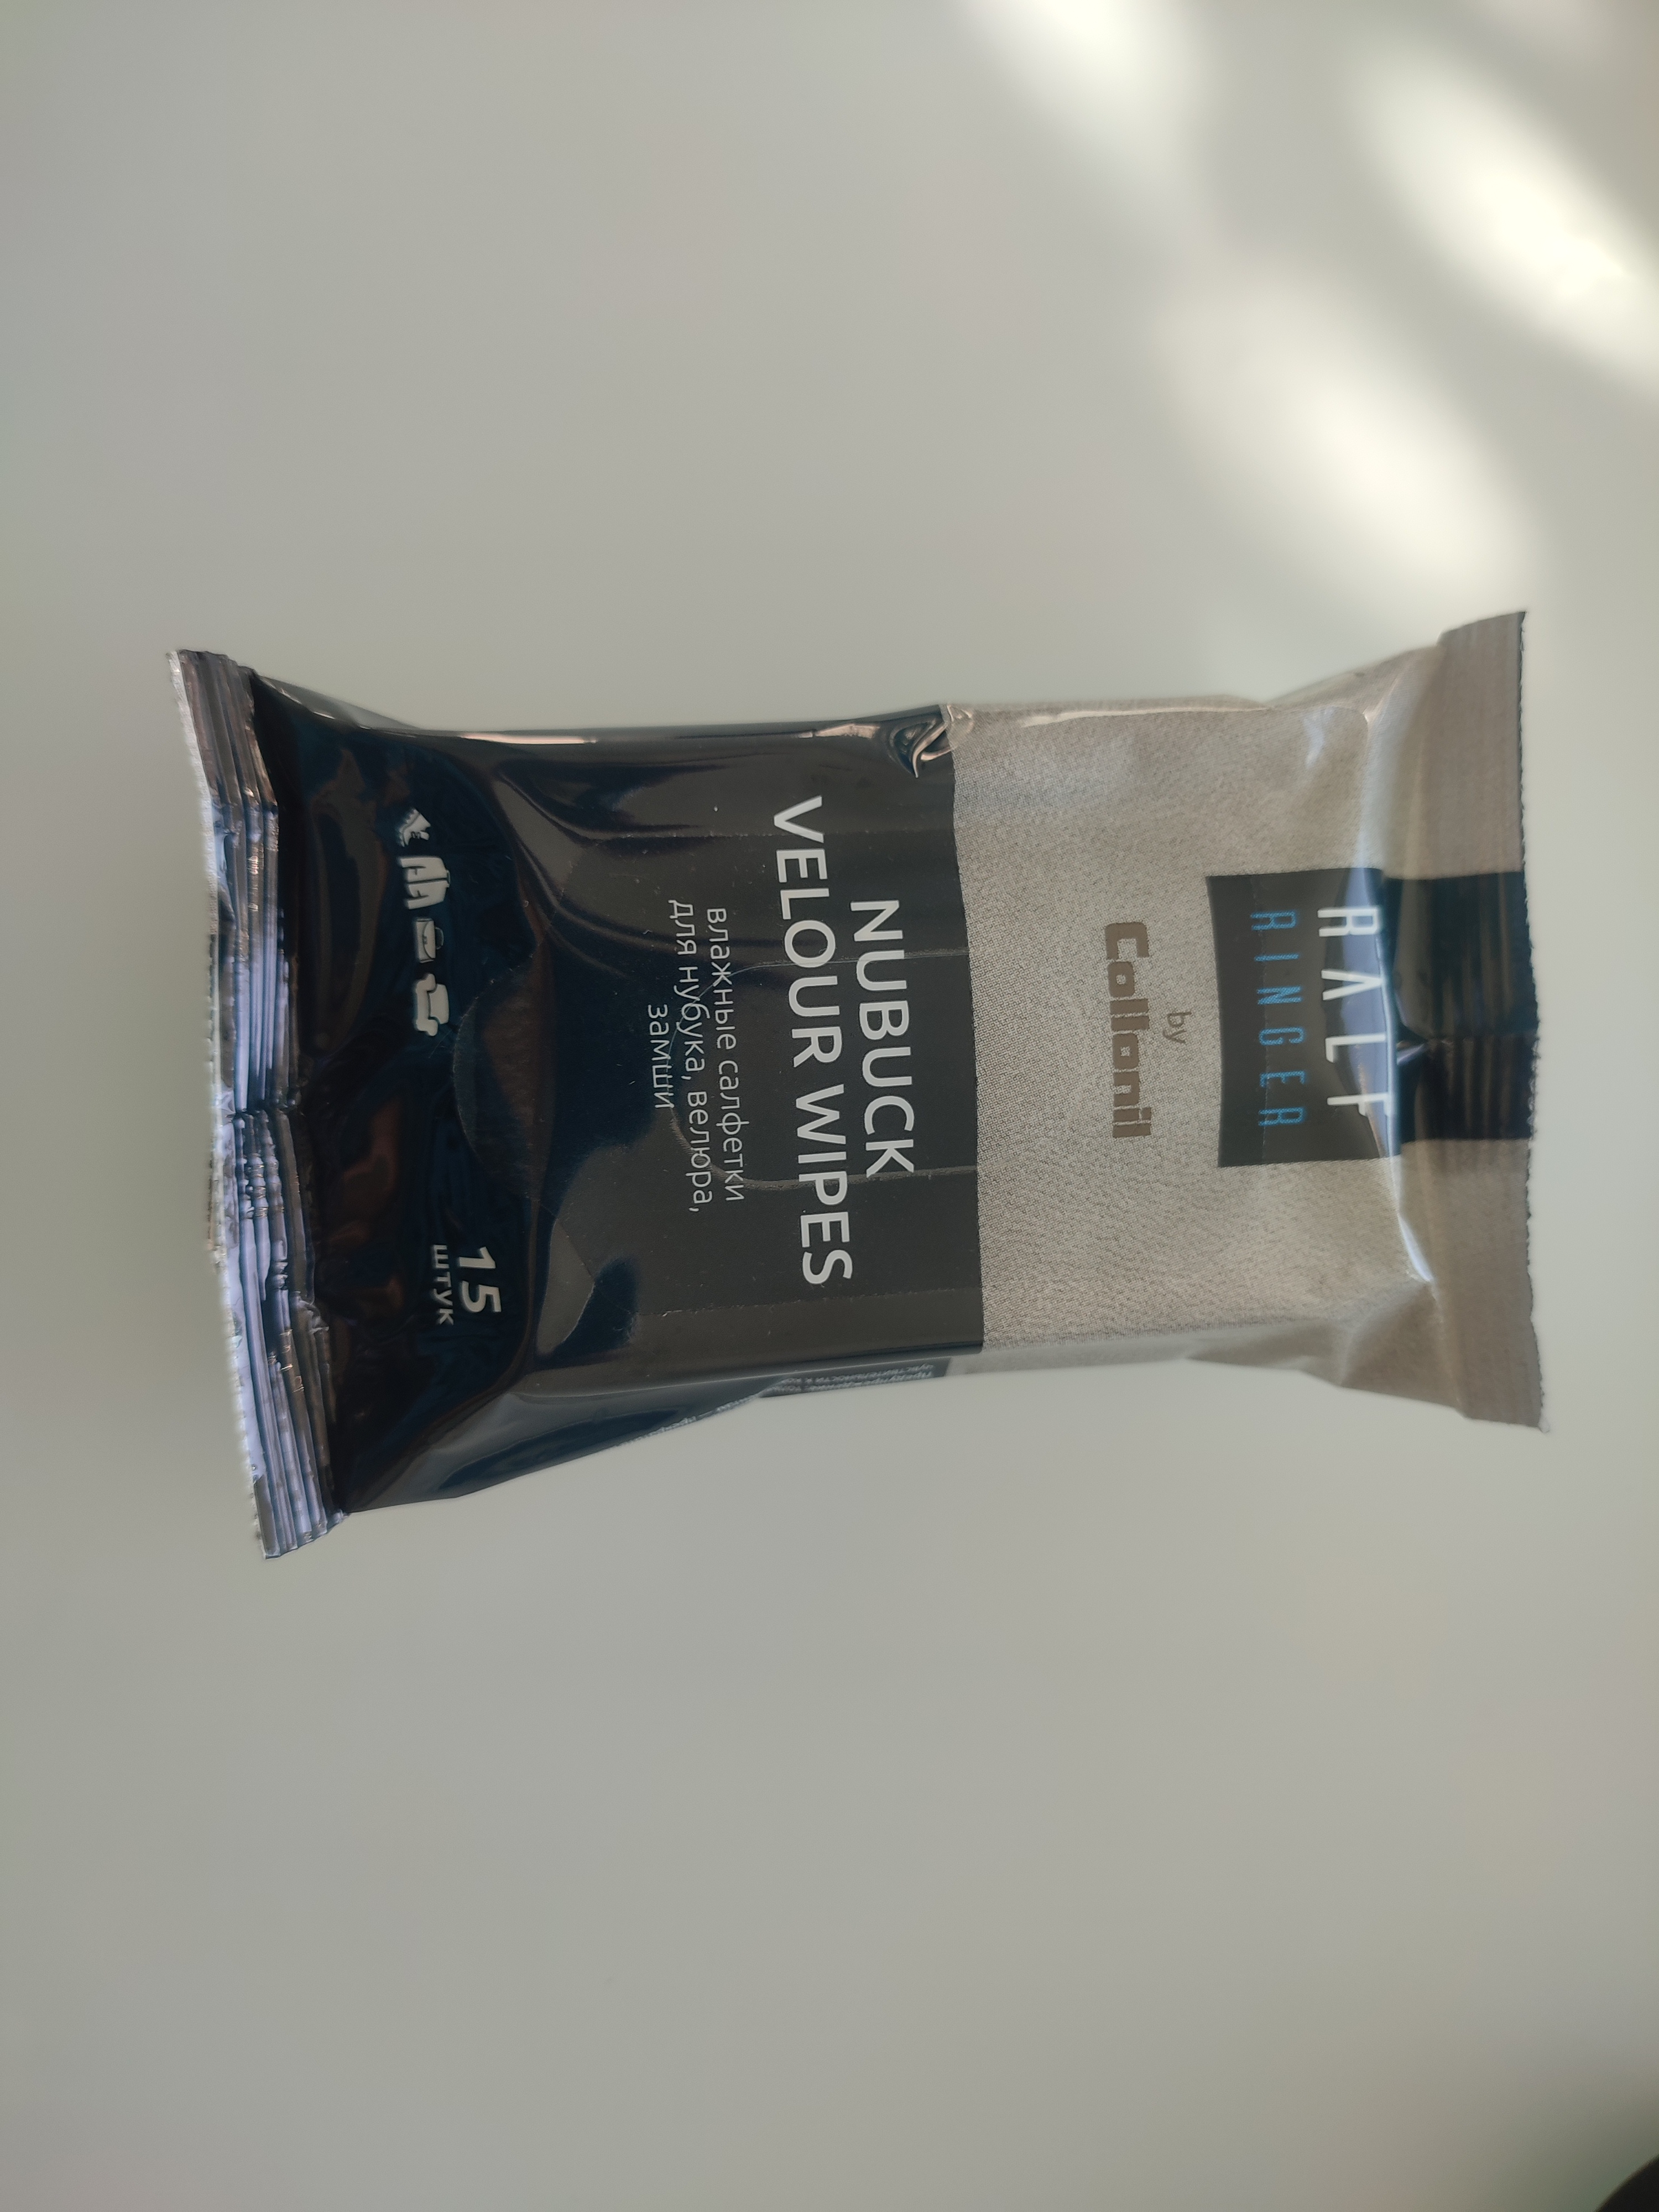 RALF
RINGER
by
Collonil
NUBUCK
VELOUR WIPES
влажные салфетки
для нубука, велюра,
замши
15
штук